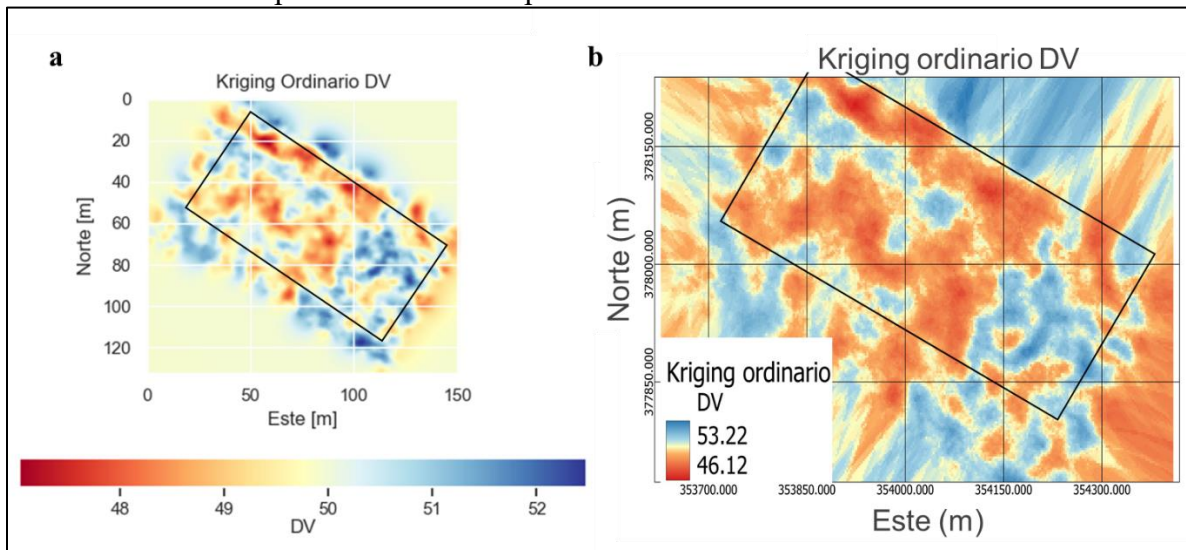 a
Kriging Ordinario DV
0
20
40
60
80
100
120
Norte [m]
0 50 100 150
Este [m]
48 49 50 51 52
DV
b
Kriging ordinario DV
378150.000
378000.000
377850.000
Norte (m)
Kriging ordinario
DV
53.22
46.12
353700.000 353850.000 354000.000 354150.000 354300.000
Este (m)